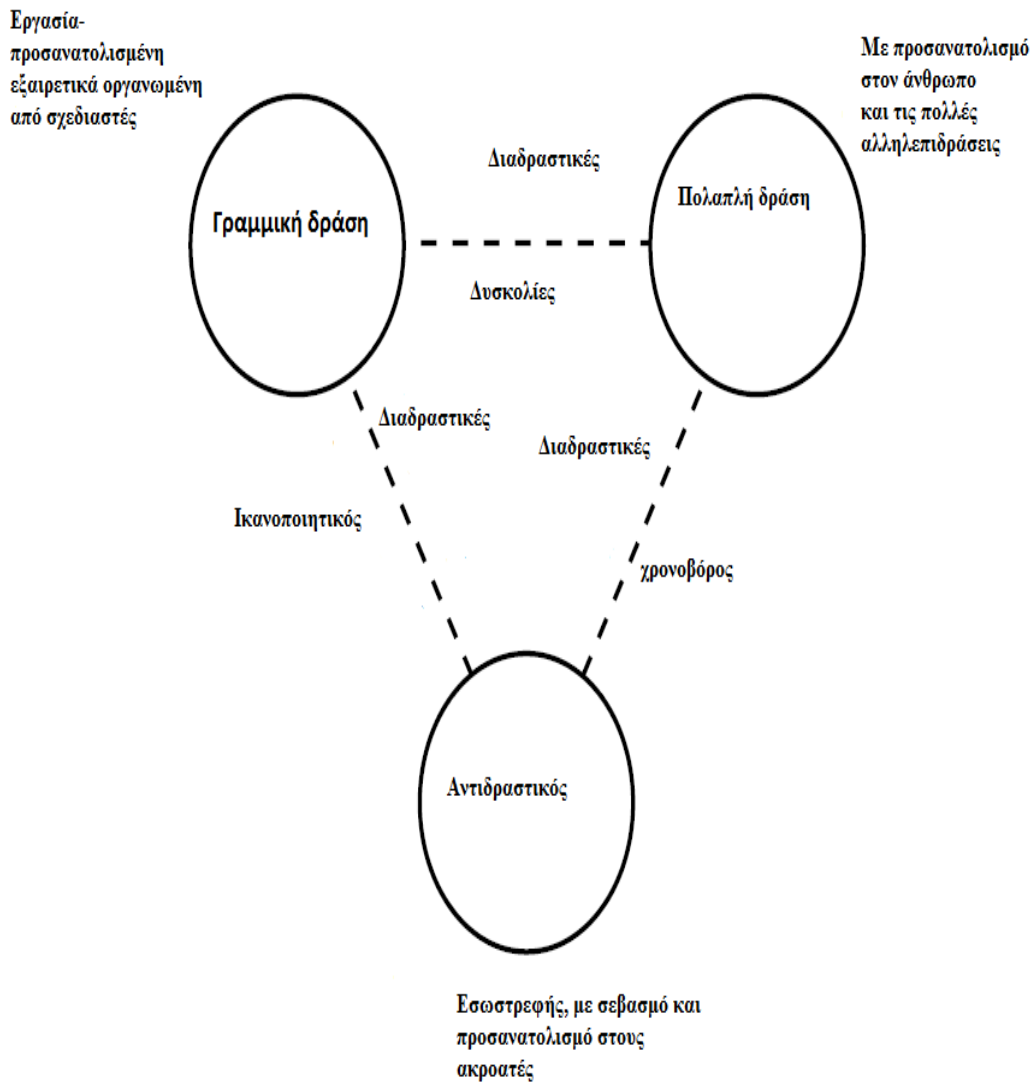 Εργασία-
προσανατολισμένη
εξαιρετικά οργανωμένη
από σχεδιαστές
Με προσανατολισμό
στον άνθρωπο
και τις πολλές
αλληλεπιδράσεις
Διαδραστικές
Γραμμική δράση
Πολαπλή δράση
Δυσκολίες
Διαδραστικές
Διαδραστικές
Ικανοποιητικός
χρονοβόρος
Αντιδραστικός
Εσωστρεφής, με σεβασμό και
προσανατολισμό στους
ακροατές